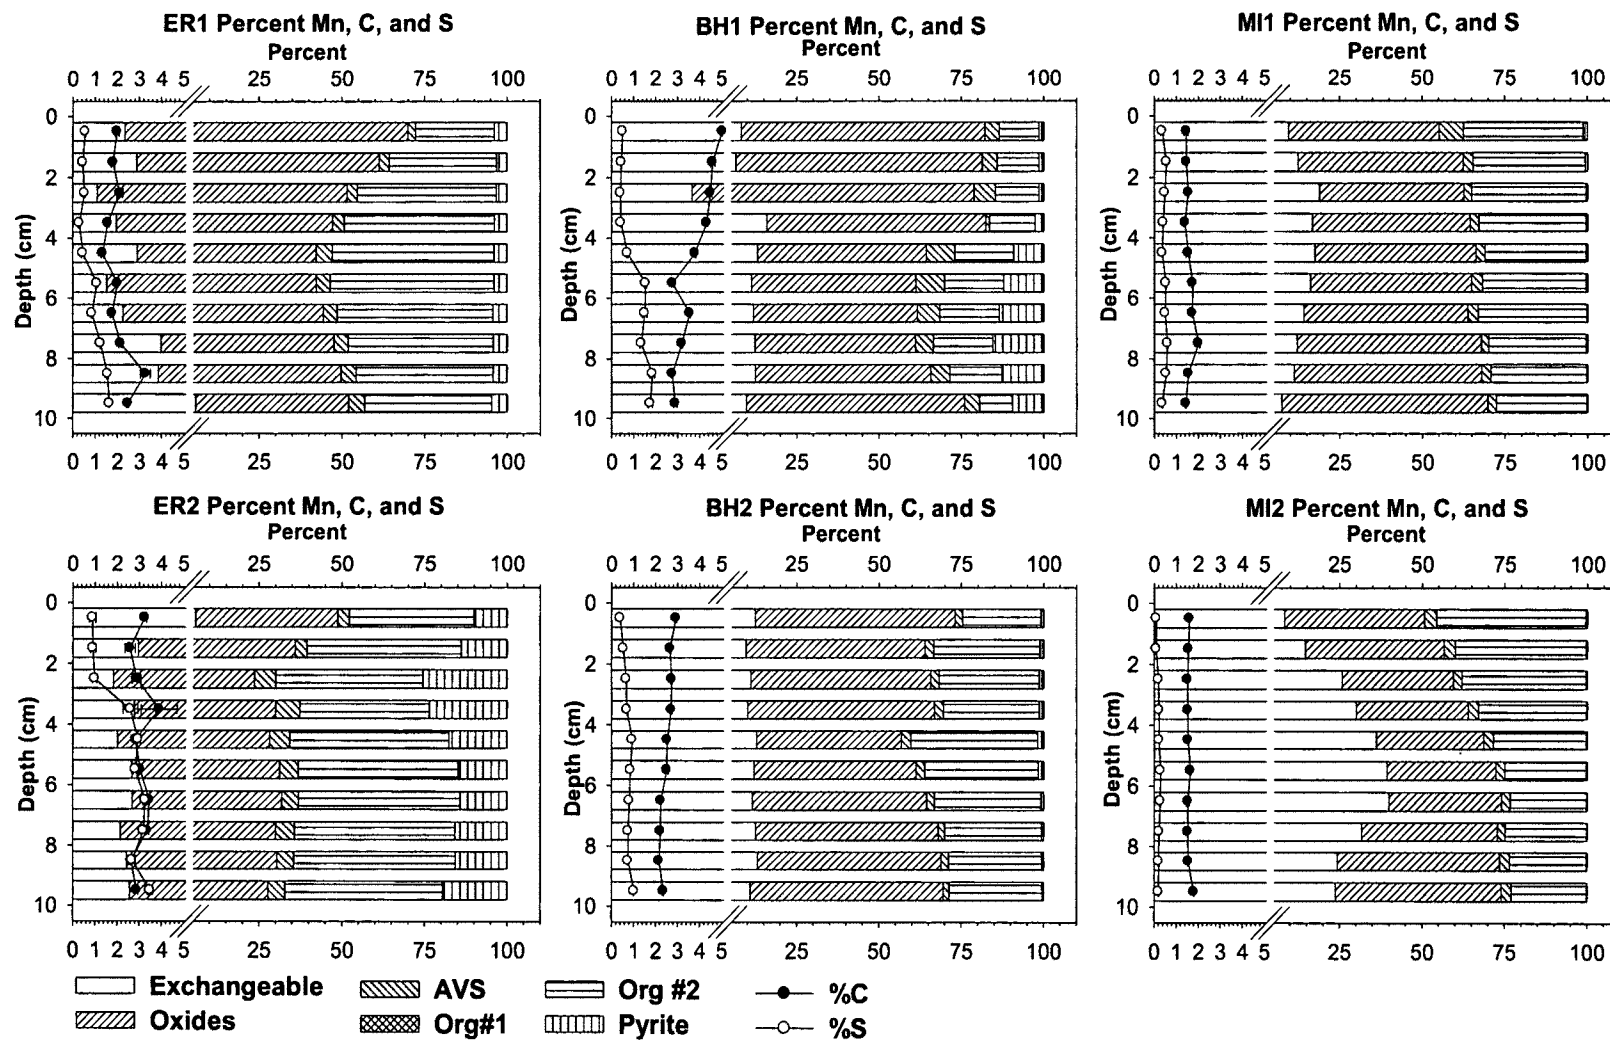 ER1 Percent Mn, C, and S
Percent
0 1 2 3 4 5 25 50 75 100
Depth (cm)
0
2
4
6
8
10
0 1 2 3 4 5 25 50 75 100
BH1 Percent Mn, C, and S
Percent
0 1 2 3 4 5 25 50 75 100
Depth (cm)
0
2
4
6
8
10
0 1 2 3 4 5 25 50 75 100
MI1 Percent Mn, C, and S
Percent
0 1 2 3 4 5 25 50 75 100
Depth (cm)
0
2
4
6
8
10
0 1 2 3 4 5 25 50 75 100
ER2 Percent Mn, C, and S
Percent
0 1 2 3 4 5 25 50 75 100
Depth (cm)
0
2
4
6
8
10
0 1 2 3 4 5 25 50 75 100
BH2 Percent Mn, C, and S
Percent
0 1 2 3 4 5 25 50 75 100
Depth (cm)
0
2
4
6
8
10
0 1 2 3 4 5 25 50 75 100
MI2 Percent Mn, C, and S
Percent
0 1 2 3 4 5 25 50 75 100
Depth (cm)
0
2
4
6
8
10
0 1 2 3 4 5 25 50 75 100
Exchangeable AVS Org #2 %C
Oxides Org#1 Pyrite %S